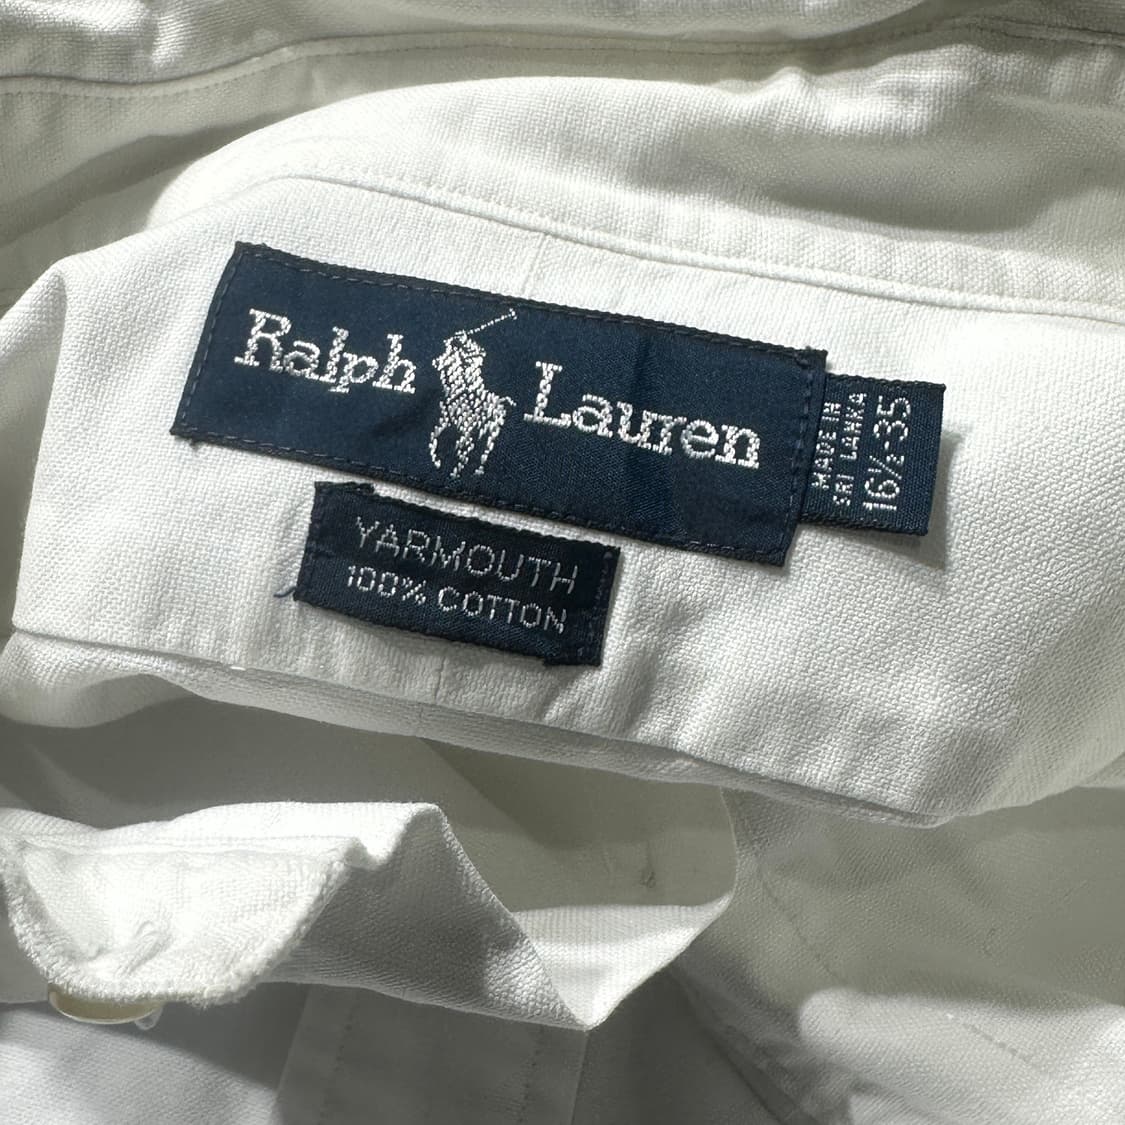 Ralph Lauren
MADE IN
SRI LANKA
16½-35
YARMOUTH
100% COTTON